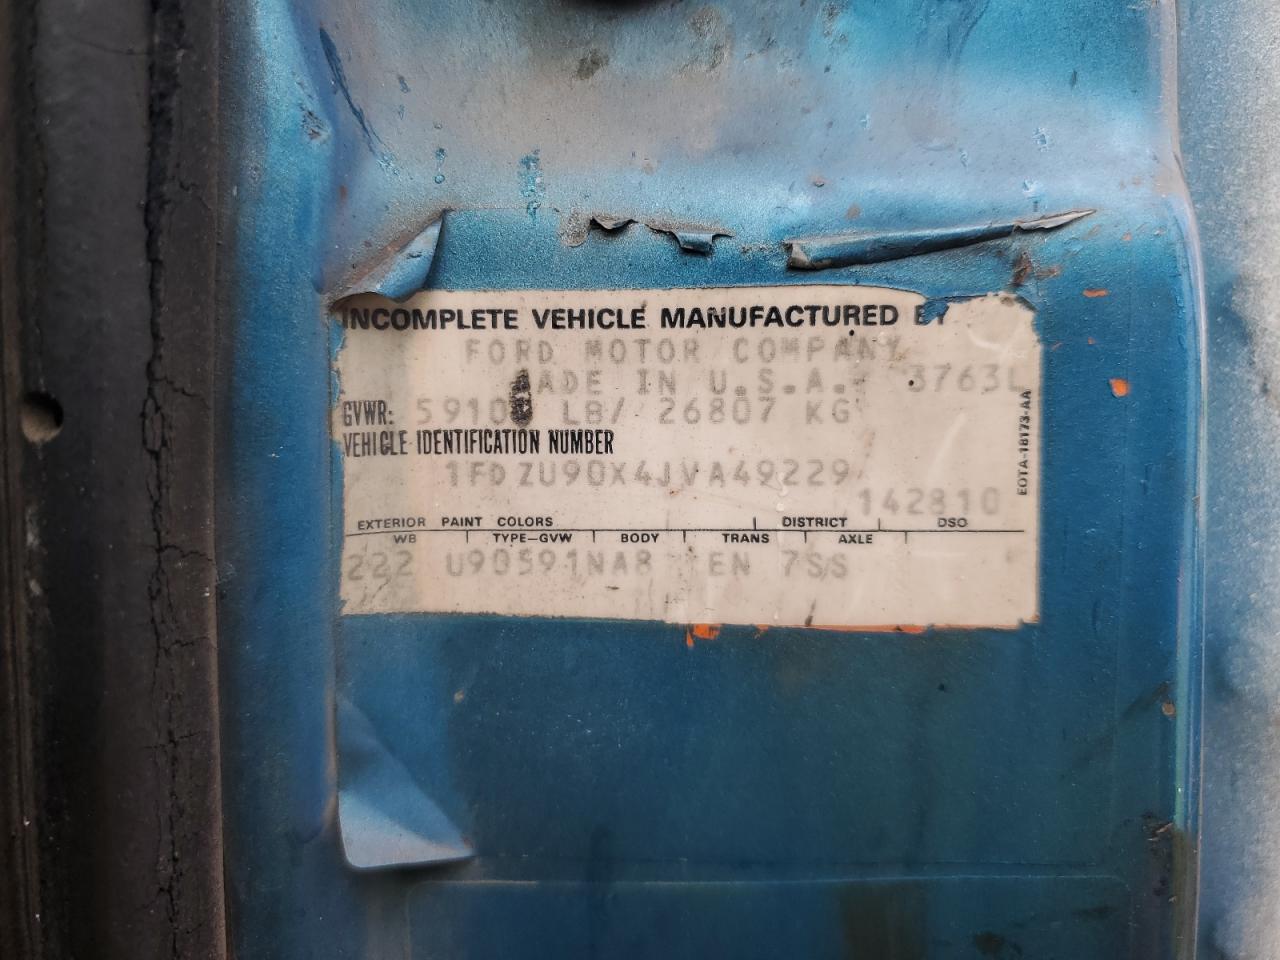 INCOMPLETE VEHICLE MANUFACTURED BY
FORD MOTOR COMPANY
MADE IN U.S.A. 3763L
GVWR: 59100 LB/ 26807 KG
VEHICLE IDENTIFICATION NUMBER
1FDZU90X4JVA49229
142810
EXTERIOR PAINT COLORS DISTRICT DSO
WB TYPE-GVW BODY TRANS AXLE
222 U90591NA8 EN 7S/S
EOTA-18173-AA